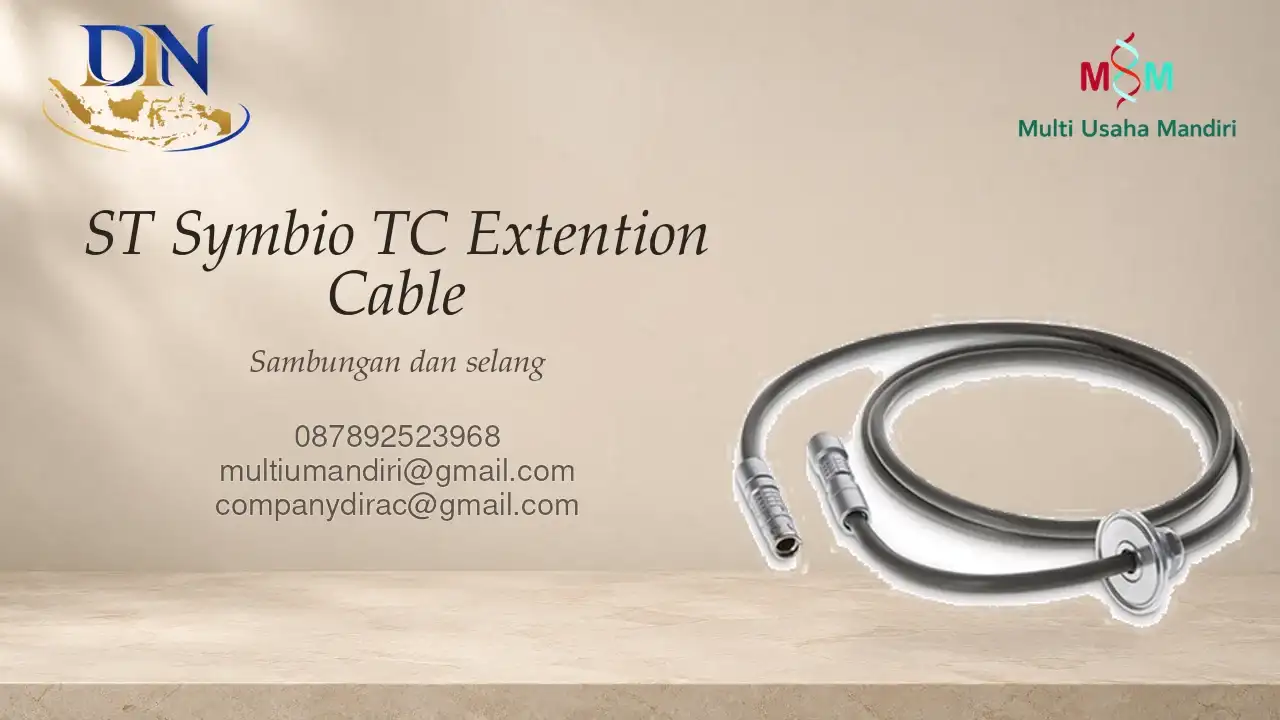 DN
MSM
Multi Usaha Mandiri
ST Symbio TC Extention
Cable
Sambungan dan selang
087892523968
multiumandiri@gmail.com
companydirac@gmail.com